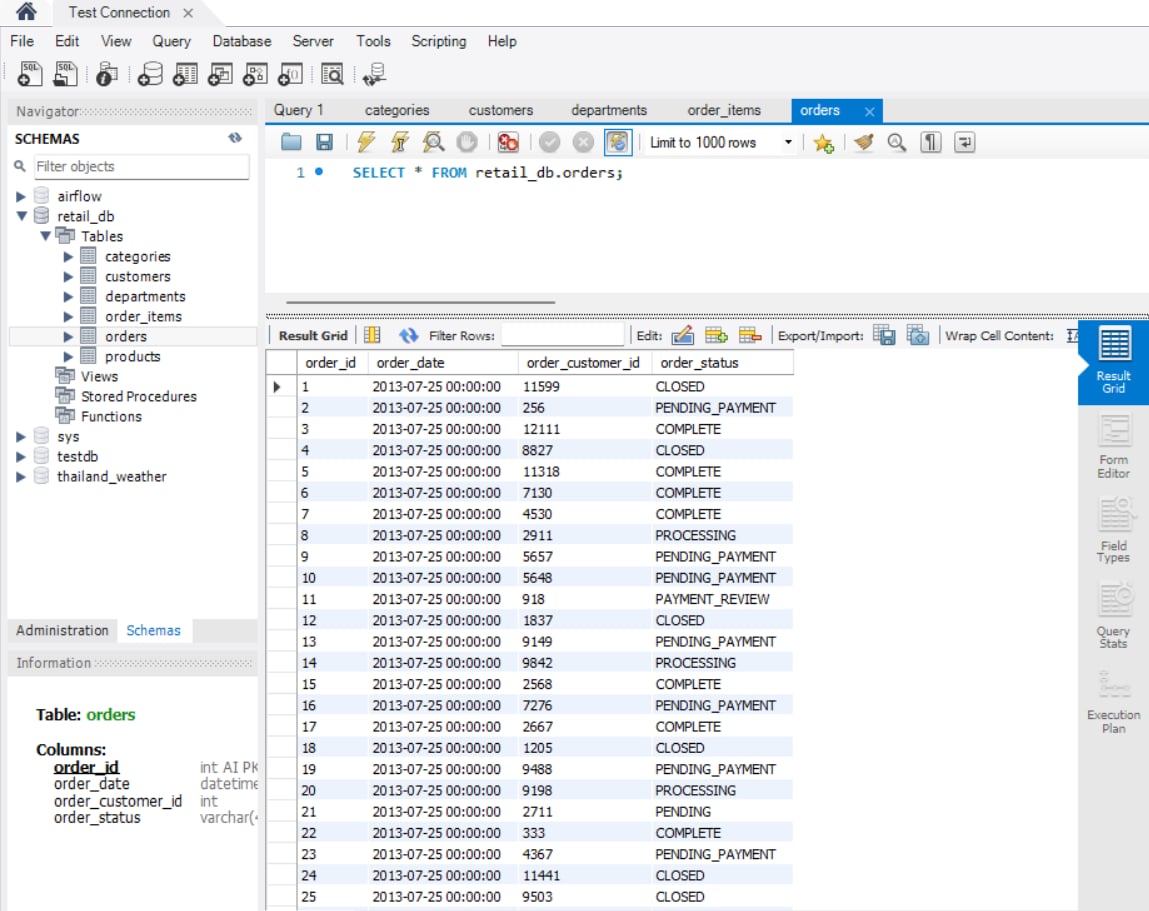 Test Connection
File Edit View Query Database Server Tools Scripting Help
Navigator
SCHEMAS
Filter objects
airflow
retail_db
Tables
categories
customers
departments
order_items
orders
products
Views
Stored Procedures
Functions
sys
testdb
thailand_weather
Administration Schemas
Information
Table: orders
Columns:
order_id int AI PK
order_date datetime
order_customer_id int
order_status varchar(4
Query 1 categories customers departments order_items orders
Limit to 1000 rows
1 SELECT * FROM retail_db.orders;
Result Grid Filter Rows: Edit: Export/Import: Wrap Cell Content:
order_id order_date order_customer_id order_status
1 2013-07-25 00:00:00 11599 CLOSED
2 2013-07-25 00:00:00 256 PENDING_PAYMENT
3 2013-07-25 00:00:00 12111 COMPLETE
4 2013-07-25 00:00:00 8827 CLOSED
5 2013-07-25 00:00:00 11318 COMPLETE
6 2013-07-25 00:00:00 7130 COMPLETE
7 2013-07-25 00:00:00 4530 COMPLETE
8 2013-07-25 00:00:00 2911 PROCESSING
9 2013-07-25 00:00:00 5657 PENDING_PAYMENT
10 2013-07-25 00:00:00 5648 PENDING_PAYMENT
11 2013-07-25 00:00:00 918 PAYMENT_REVIEW
12 2013-07-25 00:00:00 1837 CLOSED
13 2013-07-25 00:00:00 9149 PENDING_PAYMENT
14 2013-07-25 00:00:00 9842 PROCESSING
15 2013-07-25 00:00:00 2568 COMPLETE
16 2013-07-25 00:00:00 7276 PENDING_PAYMENT
17 2013-07-25 00:00:00 2667 COMPLETE
18 2013-07-25 00:00:00 1205 CLOSED
19 2013-07-25 00:00:00 9488 PENDING_PAYMENT
20 2013-07-25 00:00:00 9198 PROCESSING
21 2013-07-25 00:00:00 2711 PENDING
22 2013-07-25 00:00:00 333 COMPLETE
23 2013-07-25 00:00:00 4367 PENDING_PAYMENT
24 2013-07-25 00:00:00 11441 CLOSED
25 2013-07-25 00:00:00 9503 CLOSED
Result
Grid
Form
Editor
Field
Types
Query
Stats
Execution
Plan